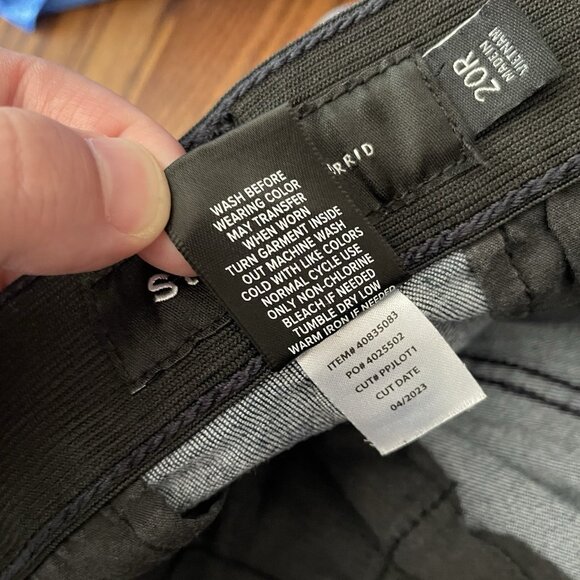 20R
MADE IN
VIETNAM
RRID
S
WASH BEFORE
WEARING COLOR
MAY TRANSFER
WHEN WORN
TURN GARMENT INSIDE
OUT MACHINE WASH
COLD WITH LIKE COLORS
NORMAL CYCLE USE
ONLY NON-CHLORINE
BLEACH IF NEEDED
TUMBLE DRY LOW
WARM IRON IF NEEDED
ITEM# 40835083
PO# 4025502
CUT# PPJLOT1
CUT DATE
04/2023